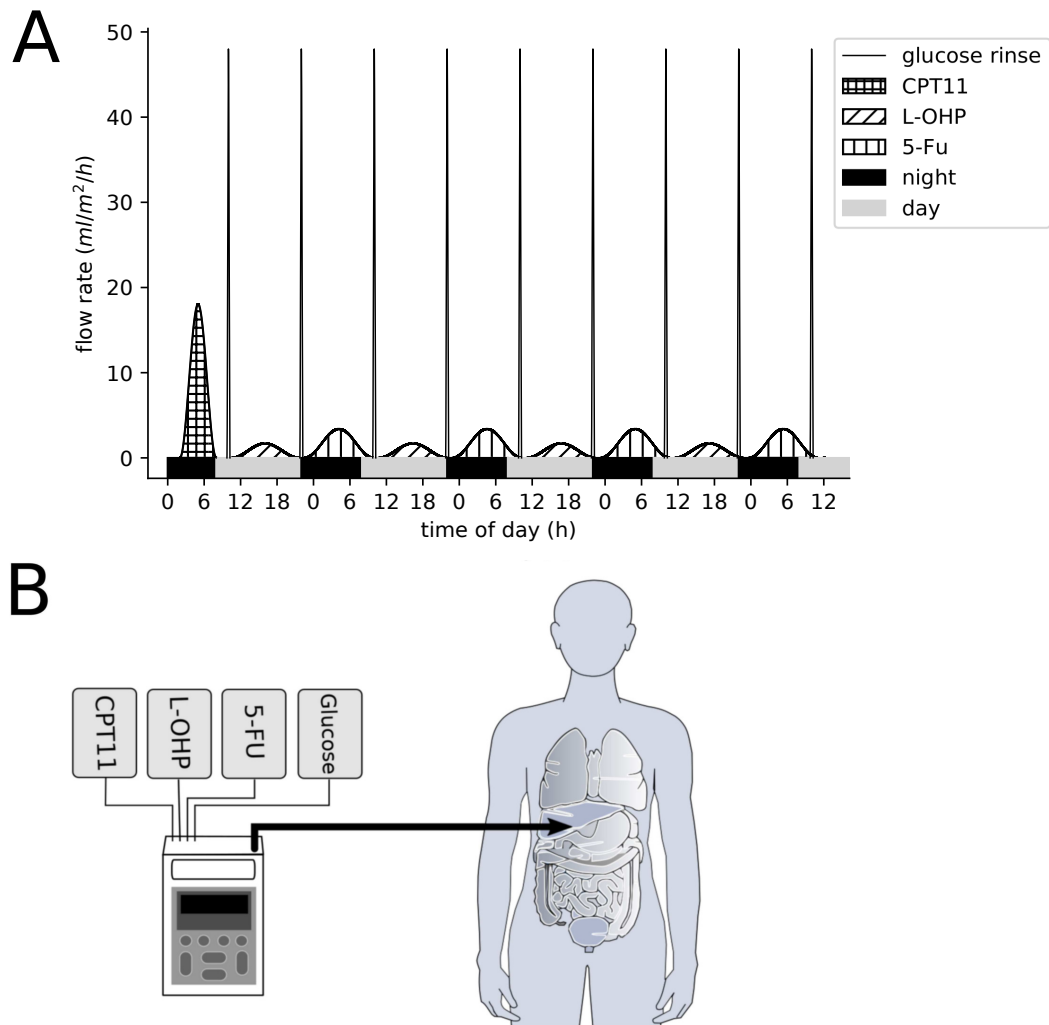 A
50
40
30
20
10
0
flow rate (ml/m²/h)
0 6 12 18 0 6 12 18 0 6 12 18 0 6 12 18 0 6 12
time of day (h)
glucose rinse
CPT11
L-OHP
5-Fu
night
day
B
CPT11
L-OHP
5-FU
Glucose